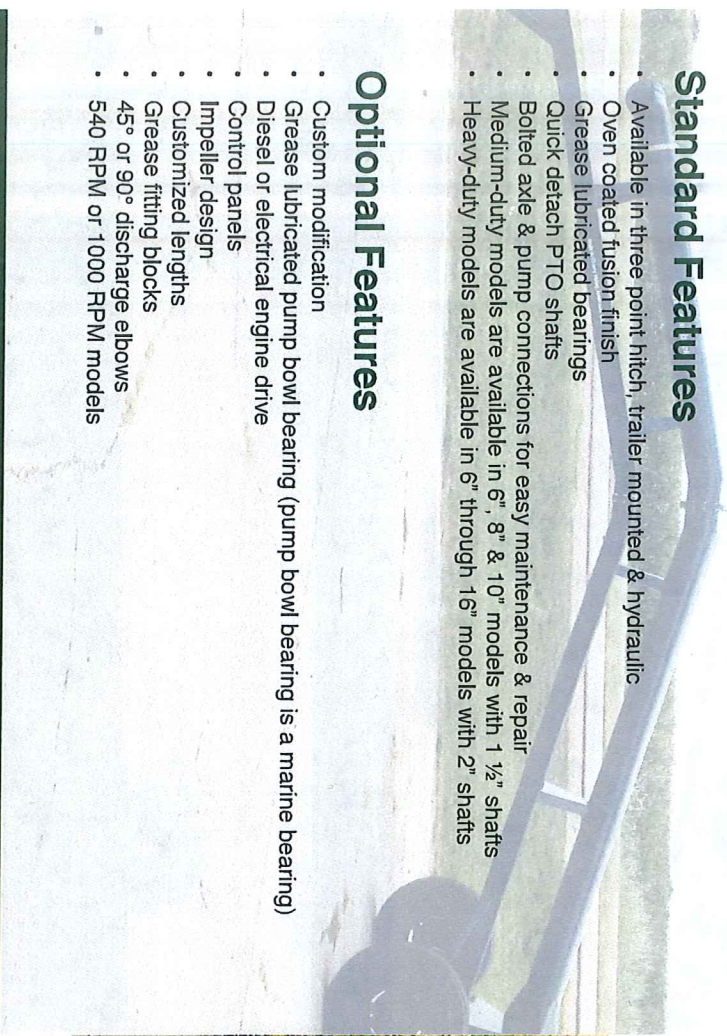 Standard Features
• Available in three point hitch, trailer mounted & hydraulic
• Oven coated fusion finish
• Grease lubricated bearings
• Quick detach PTO shafts
• Bolted axle & pump connections for easy maintenance & repair
• Medium-duty models are available in 6", 8" & 10" models with 1 ½" shafts
• Heavy-duty models are available in 6" through 16" models with 2" shafts
Optional Features
• Custom modification
• Grease lubricated pump bowl bearing (pump bowl bearing is a marine bearing)
• Diesel or electrical engine drive
• Control panels
• Impeller design
• Customized lengths
• Grease fitting blocks
• 45° or 90° discharge elbows
• 540 RPM or 1000 RPM models